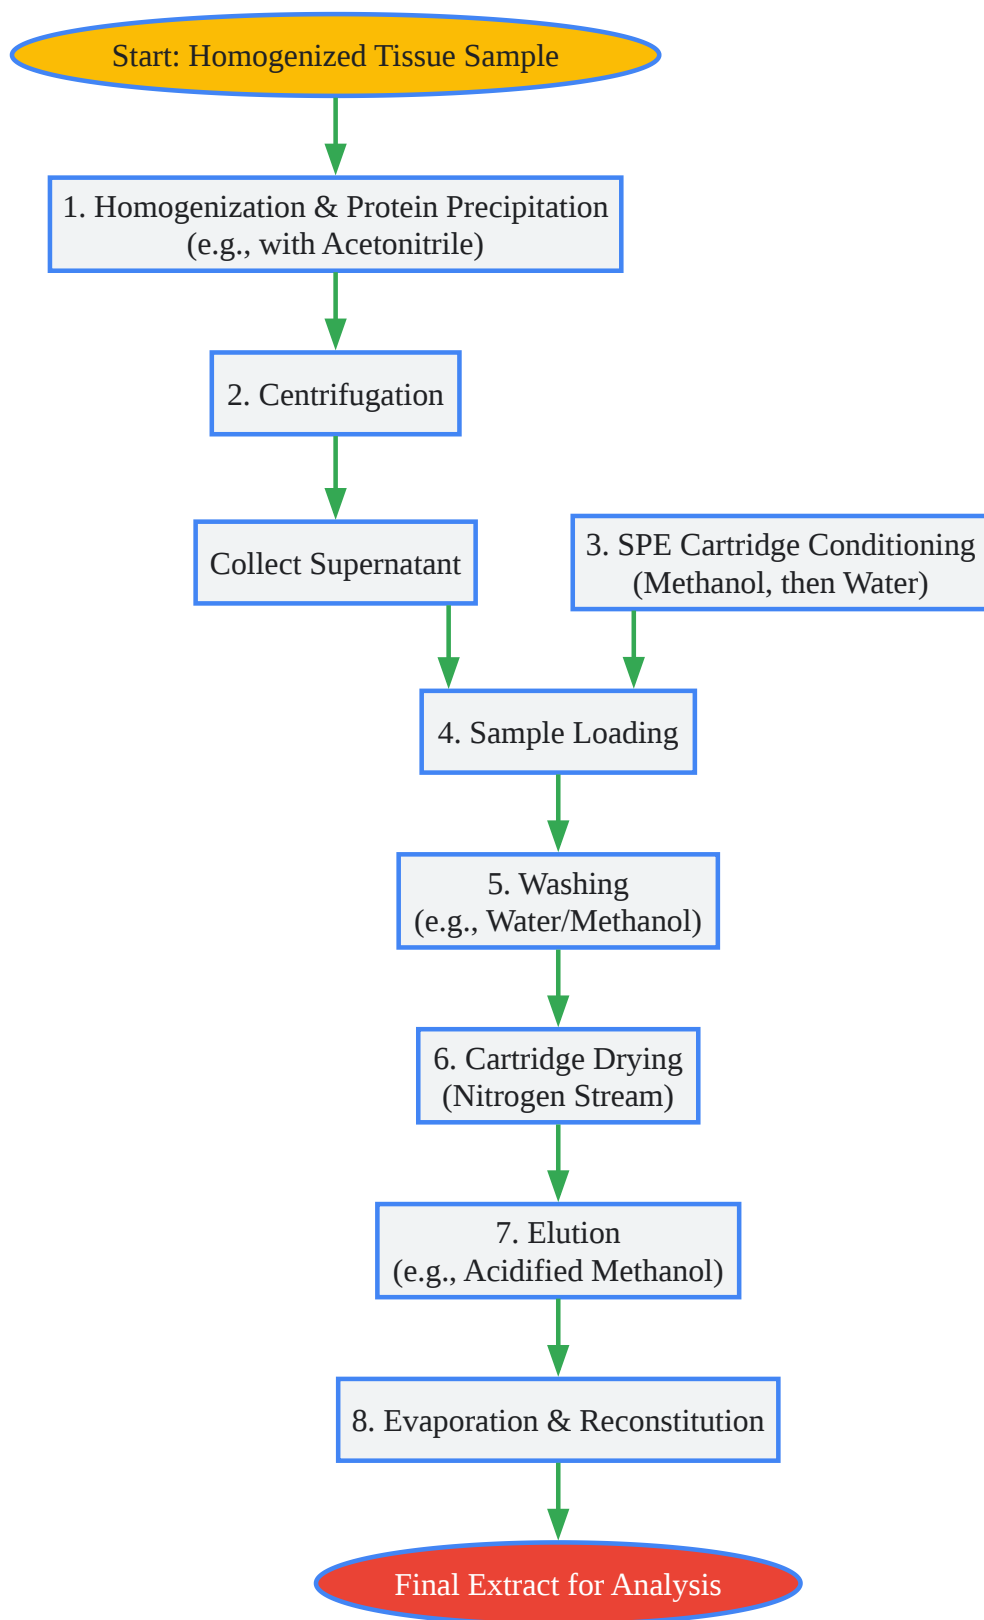 Start: Homogenized Tissue Sample
1. Homogenization & Protein Precipitation
(e.g., with Acetonitrile)
2. Centrifugation
Collect Supernatant
3. SPE Cartridge Conditioning
(Methanol, then Water)
4. Sample Loading
5. Washing
(e.g., Water/Methanol)
6. Cartridge Drying
(Nitrogen Stream)
7. Elution
(e.g., Acidified Methanol)
8. Evaporation & Reconstitution
Final Extract for Analysis